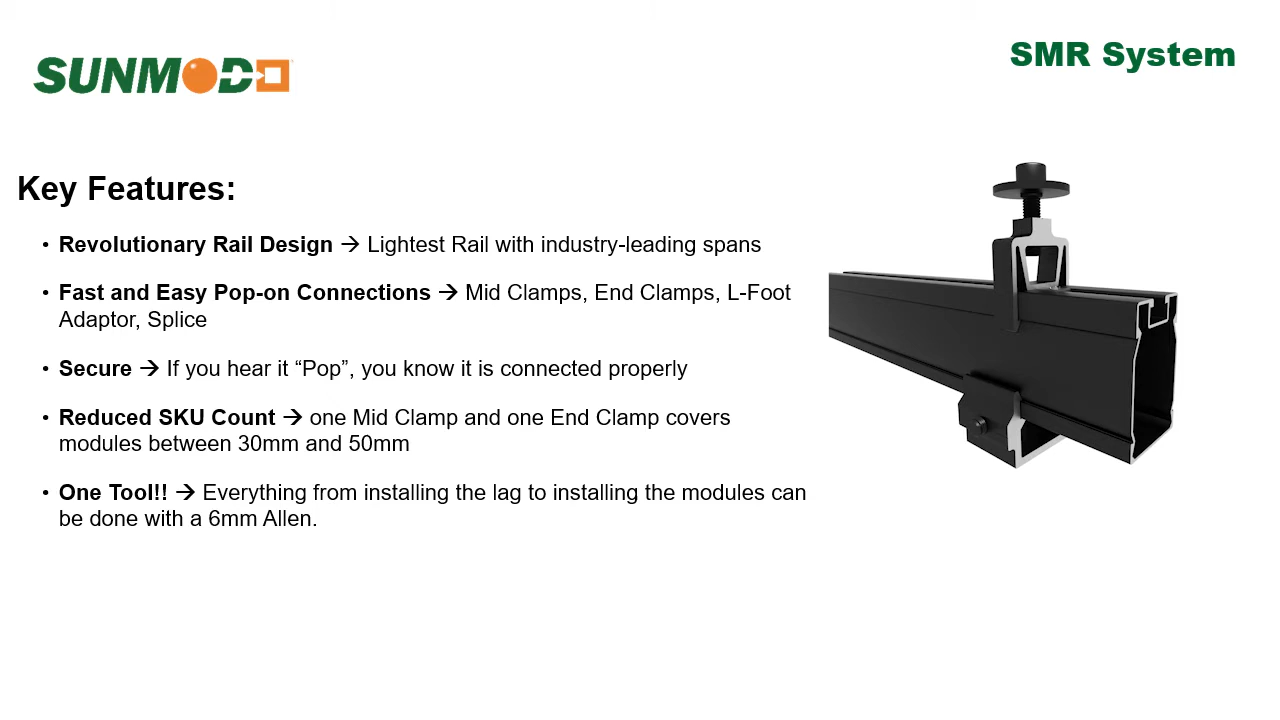 SUNMODO
SMR System
Key Features:
• Revolutionary Rail Design → Lightest Rail with industry-leading spans
• Fast and Easy Pop-on Connections → Mid Clamps, End Clamps, L-Foot
Adaptor, Splice
• Secure → If you hear it “Pop”, you know it is connected properly
• Reduced SKU Count → one Mid Clamp and one End Clamp covers
modules between 30mm and 50mm
• One Tool!! → Everything from installing the lag to installing the modules can
be done with a 6mm Allen.